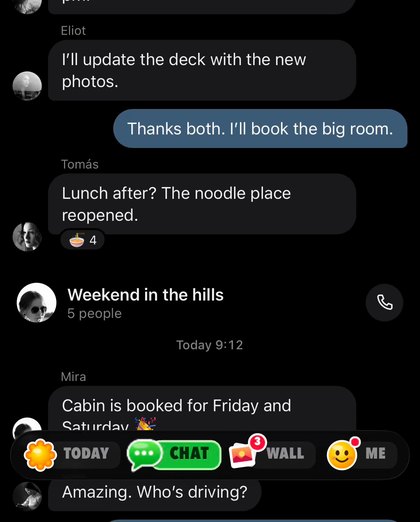 Eliot
I’ll update the deck with the new
photos.
Thanks both. I’ll book the big room.
Tomás
Lunch after? The noodle place
reopened.
4
Weekend in the hills
5 people
Today 9:12
Mira
Cabin is booked for Friday and
Saturday
TODAY
CHAT
3
WALL
ME
Amazing. Who’s driving?